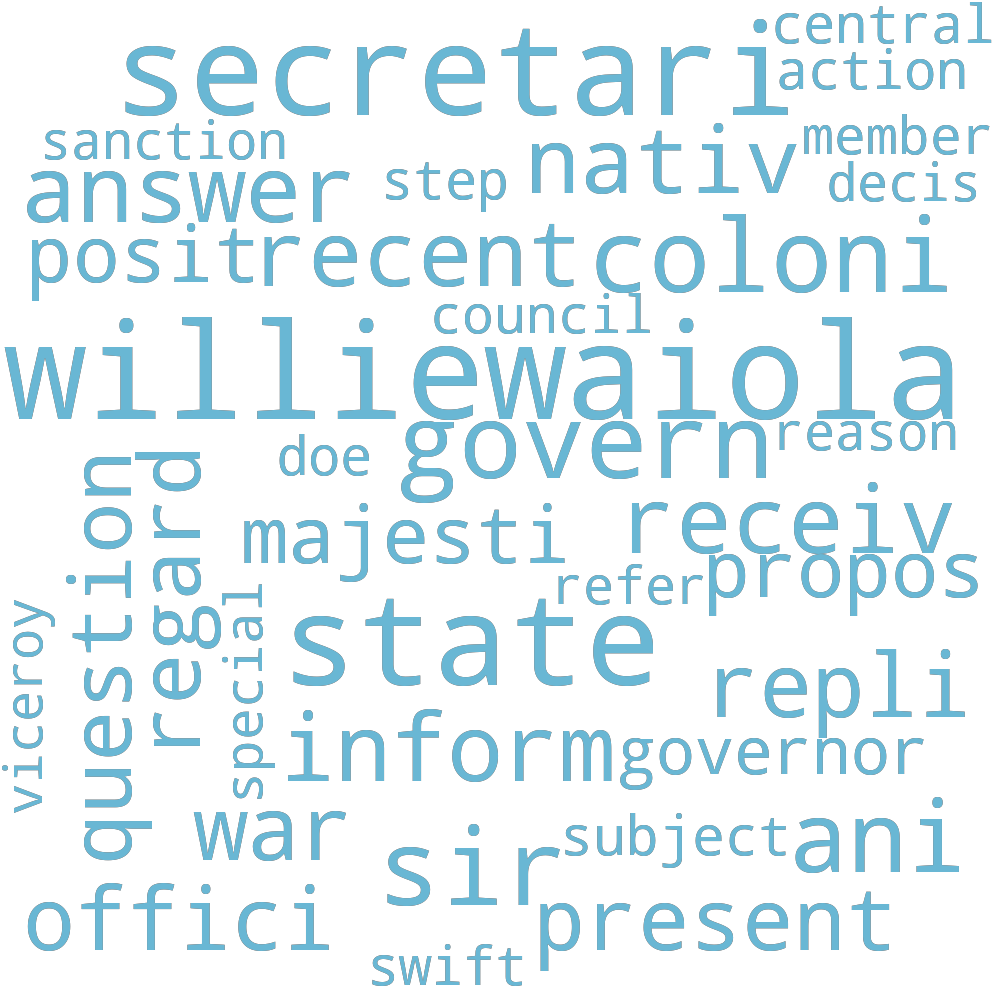 central
secretari
action
sanction
member
nativ
answer
step
decis
posit
recent
coloni
council
williewaiola
govern
reason
doe
question
regard
majesti
receiv
propos
refer
special
viceroy
state
repli
inform
governor
war
subject
ani
sir
offici
present
swift